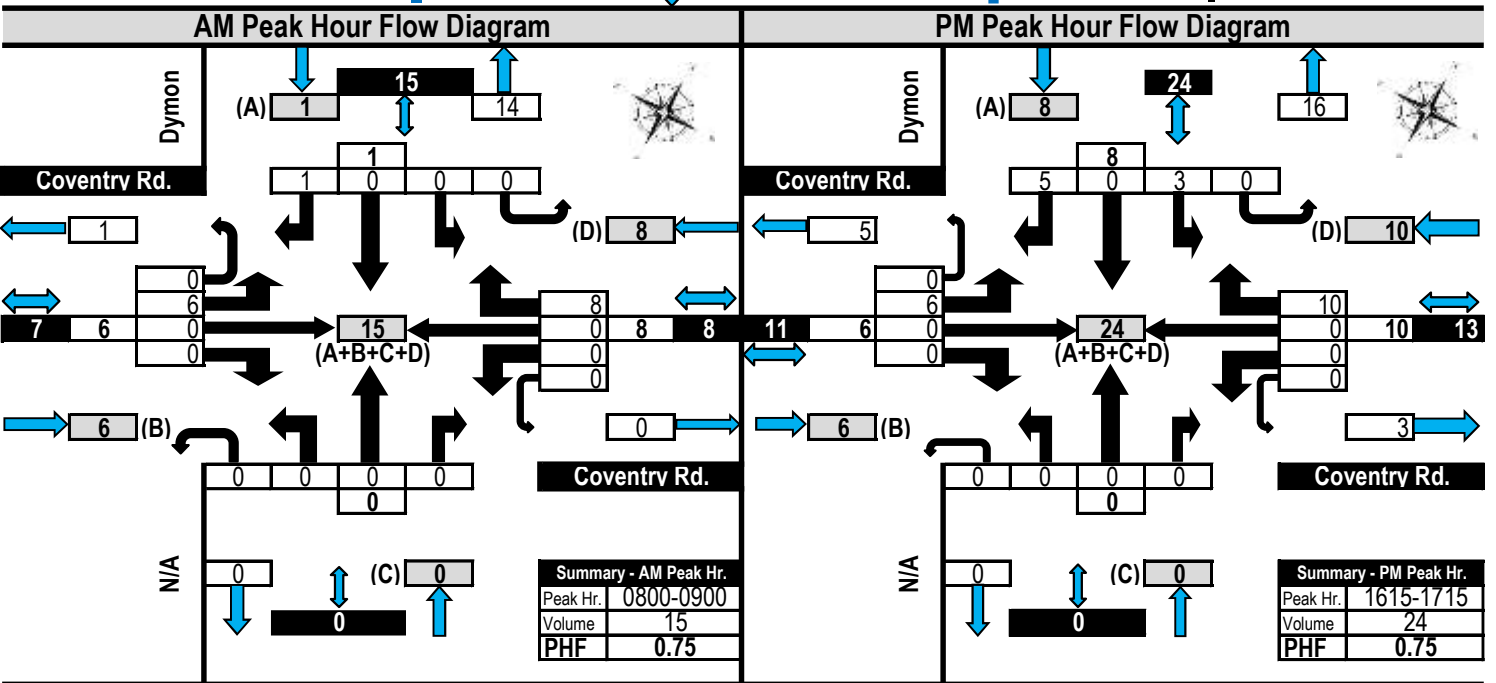 AM Peak Hour Flow Diagram
Dymon
15
(A) 1
14
1
Coventry Rd.
1 0 0 0
1
(D) 8
0
6
8
7 6 0
15
0 8 8
0
(A+B+C+D)
0
0
6 (B)
0
0 0 0 0
Coventry Rd.
0
N/A
0
(C) 0
0
Summary - AM Peak Hr.
Peak Hr. 0800-0900
Volume 15
PHF 0.75
PM Peak Hour Flow Diagram
Dymon
24
(A) 8
16
8
Coventry Rd.
5 0 3 0
5
(D) 10
0
6
10
11 6 0
24
0 10 13
0
(A+B+C+D)
0
0
6 (B)
3
0 0 0 0
Coventry Rd.
0
N/A
0
(C) 0
0
Summary - PM Peak Hr.
Peak Hr. 1615-1715
Volume 24
PHF 0.75